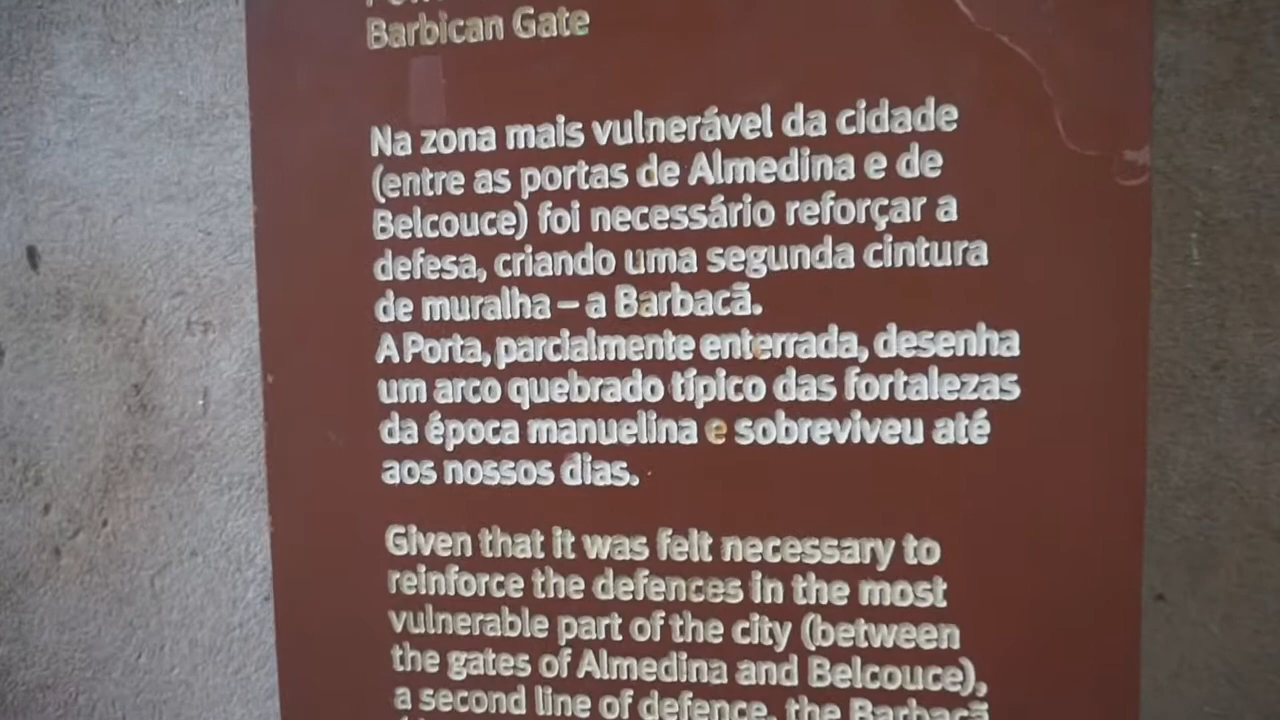 Barbican Gate
Na zona mais vulnerável da cidade
(entre as portas de Almedina e de
Belcouce) foi necessário reforçar a
defesa, criando uma segunda cintura
de muralha – a Barbacã.
A Porta, parcialmente enterrada, desenha
um arco quebrado típico das fortalezas
da época manuelina e sobreviveu até
aos nossos dias.
Given that it was felt necessary to
reinforce the defences in the most
vulnerable part of the city (between
the gates of Almedina and Belcouce),
a second line of defence, the Barbacã